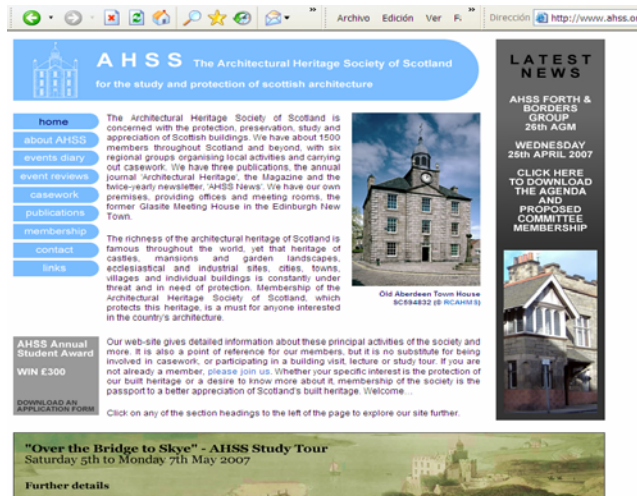 Archivo Edición Ver
Dirección http://www.ahss.o
AHSS The Architectural Heritage Society of Scotland
for the study and protection of scottish architecture
home
about AHSS
events diary
event reviews
casework
publications
membership
contact
links
The Architectural Heritage Society of Scotland is
concerned with the protection, preservation, study and
appreciation of Scottish buildings. We have about 1500
members throughout Scotland and beyond, with six
regional groups organising local activities and carrying
out casework. We have three publications, the annual
journal 'Architectural Heritage', the Magazine and the
twice-yearly newsletter, 'AHSS News'. We have our own
premises, providing offices and meeting rooms, the
former Glasite Meeting House in the Edinburgh New
Town.
The richness of the architectural heritage of Scotland is
famous throughout the world, yet that heritage of
castles, mansions and garden landscapes,
ecclesiastical and industrial sites, cities, towns,
villages and individual buildings is constantly under
threat and in need of protection. Membership of the
Architectural Heritage Society of Scotland, which
protects this heritage, is a must for anyone interested
in the country's architecture.
Old Aberdeen Town House
SC594832 (© RCAHMS)
AHSS Annual
Student Award
WIN £300
DOWNLOAD AN
APPLICATION FORM
Our web-site gives detailed information about these principal activities of the society and
more. It is also a point of reference for our members, but it is no substitute for being
involved in casework, or participating in a building visit, lecture or study tour. If you are
not already a member, please join us. Whether your specific interest is the protection of
our built heritage or a desire to know more about it, membership of the society is the
passport to a better appreciation of Scotland's built heritage. Welcome...
Click on any of the section headings to the left of the page to explore our site further.
LATEST
NEWS
AHSS FORTH &
BORDERS
GROUP
26th AGM
WEDNESDAY
25th APRIL 2007
CLICK HERE
TO DOWNLOAD
THE AGENDA
AND
PROPOSED
COMMITTEE
MEMBERSHIP
"Over the Bridge to Skye" - AHSS Study Tour
Saturday 5th to Monday 7th May 2007
Further details